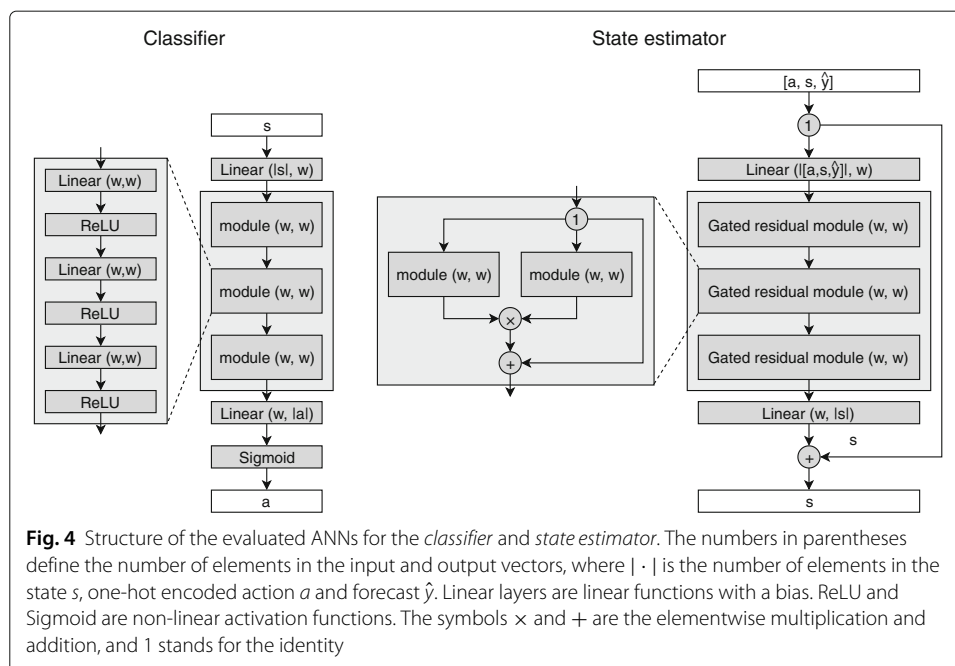 Classifier
s
Linear (|s|, w)
module (w, w)
module (w, w)
module (w, w)
Linear (w, |a|)
Sigmoid
a
Linear (w,w)
ReLU
Linear (w,w)
ReLU
Linear (w,w)
ReLU
State estimator
[a, s, ŷ]
1
Linear (|[a,s,ŷ]|, w)
Gated residual module (w, w)
Gated residual module (w, w)
Gated residual module (w, w)
Linear (w, |s|)
s
+
s
1
module (w, w)
module (w, w)
×
+
Fig. 4 Structure of the evaluated ANNs for the classifier and state estimator. The numbers in parentheses
define the number of elements in the input and output vectors, where | · | is the number of elements in the
state s, one-hot encoded action a and forecast ŷ. Linear layers are linear functions with a bias. ReLU and
Sigmoid are non-linear activation functions. The symbols × and + are the elementwise multiplication and
addition, and 1 stands for the identity